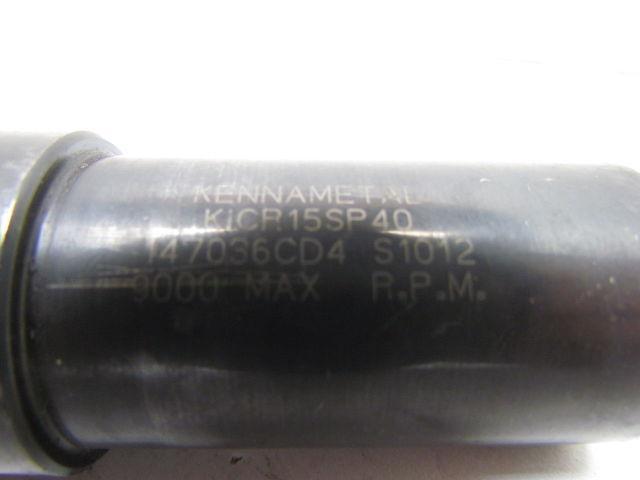 KENNAMETAL
KiCR15SP40
147036CD4 S1012
9000 MAX R.P.M.